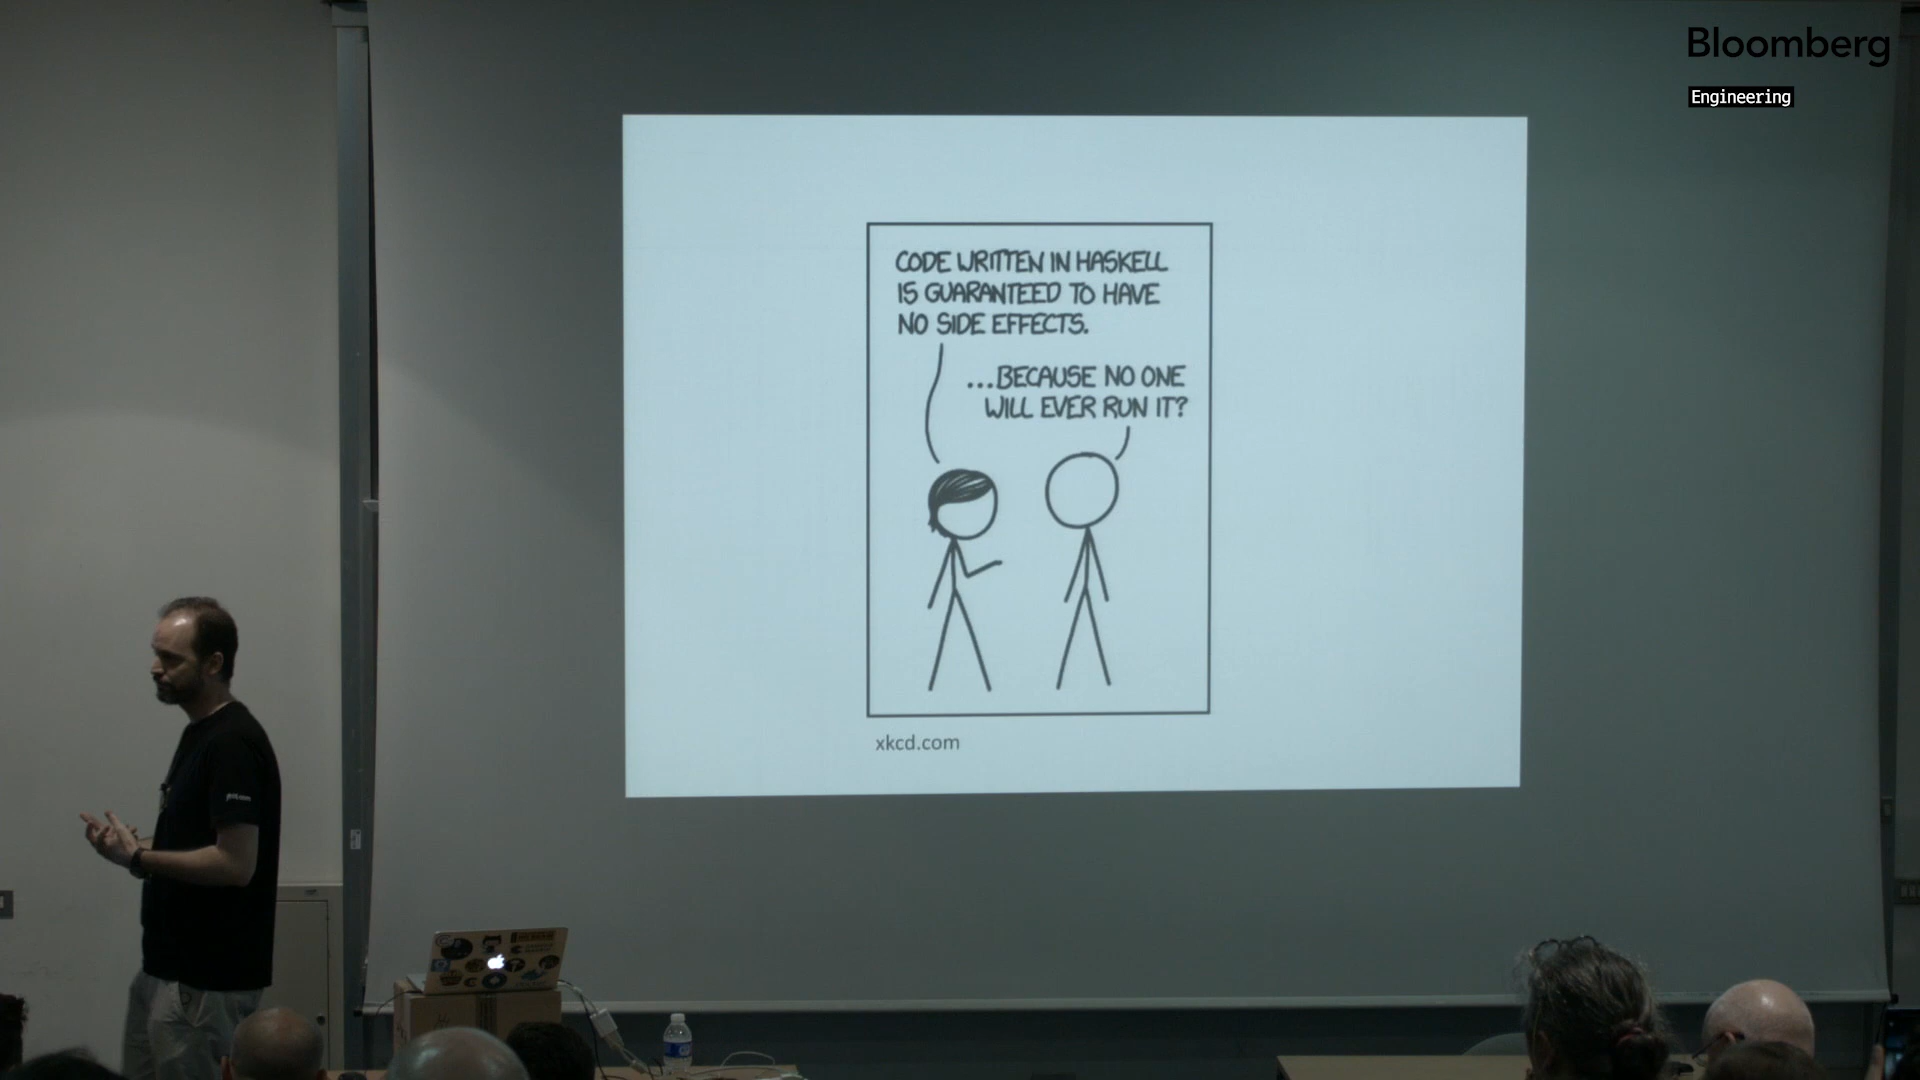 Bloomberg
Engineering
CODE WRITTEN IN HASKELL
IS GUARANTEED TO HAVE
NO SIDE EFFECTS.
...BECAUSE NO ONE
WILL EVER RUN IT?
xkcd.com